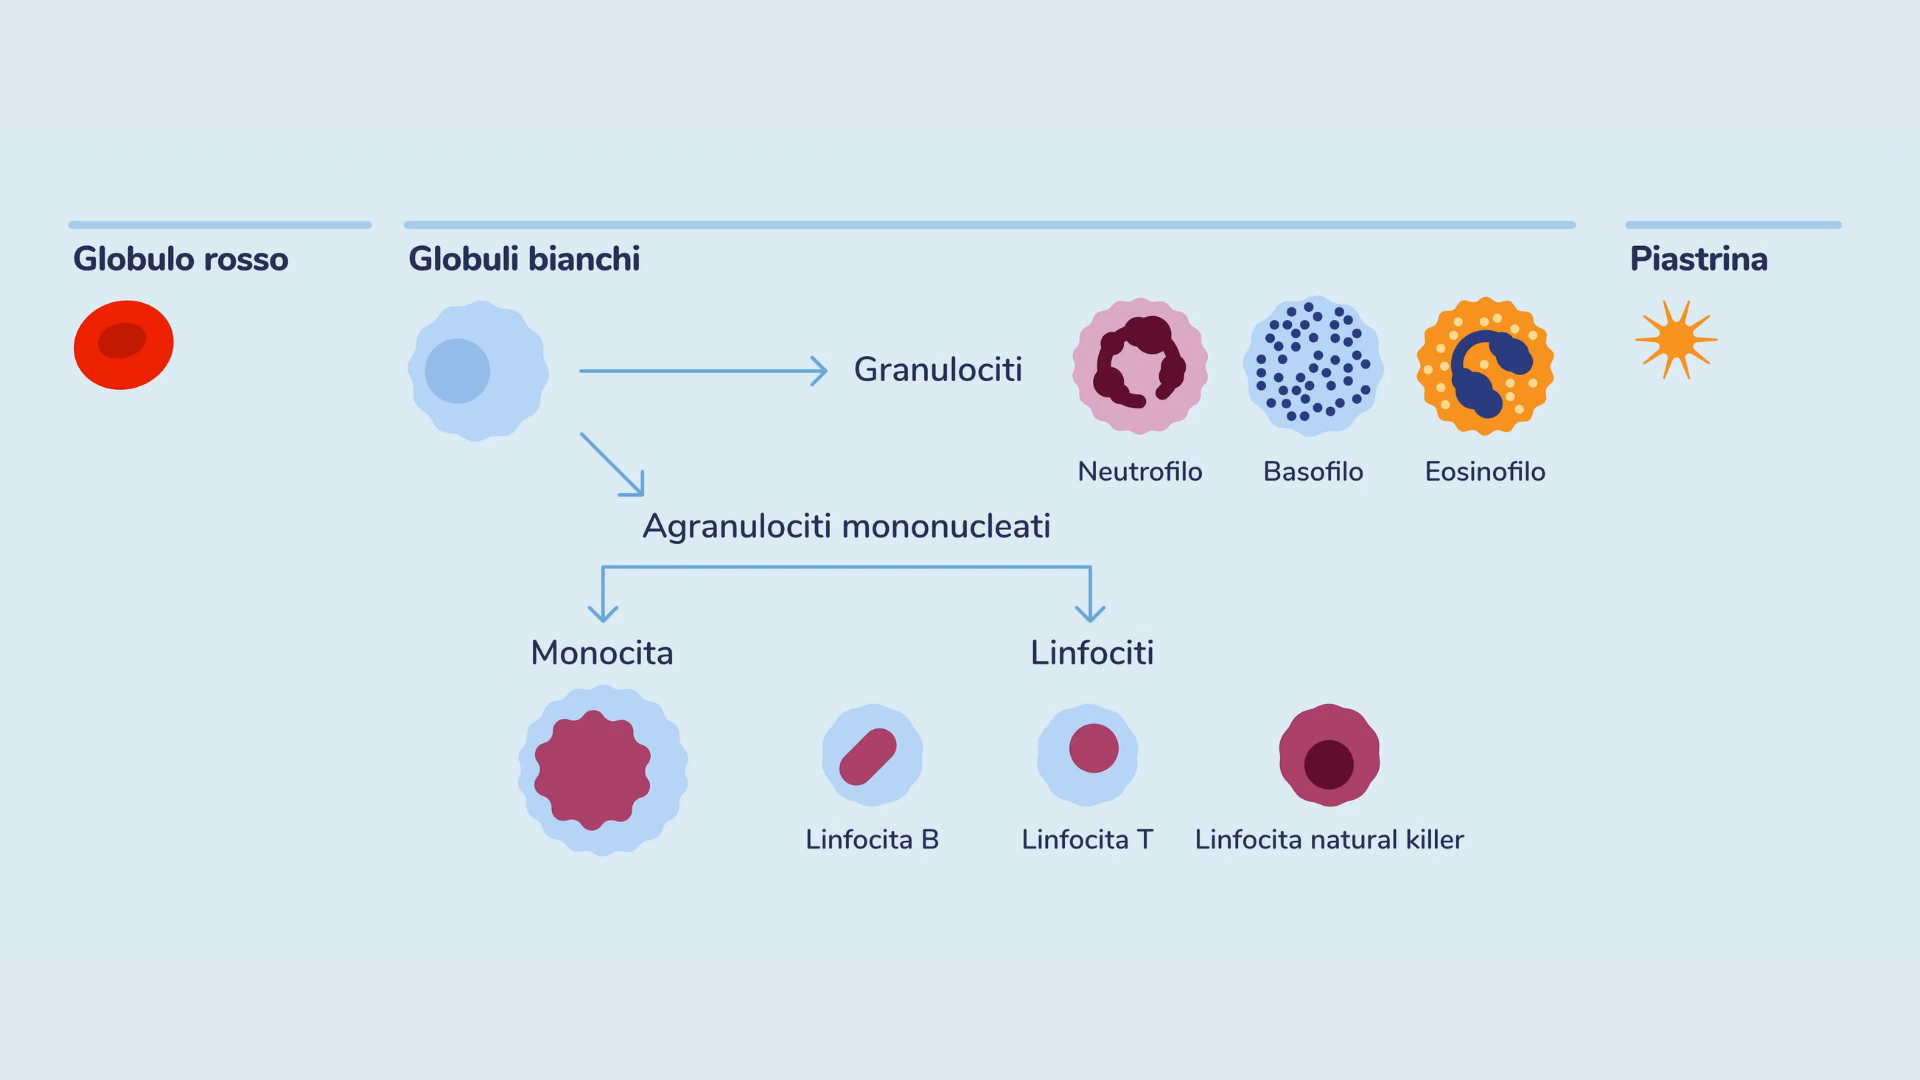 Globulo rosso
Globuli bianchi
Piastrina
Granulociti
Neutrofilo
Basofilo
Eosinofilo
Agranulociti mononucleati
Monocita
Linfociti
Linfocita B
Linfocita T
Linfocita natural killer